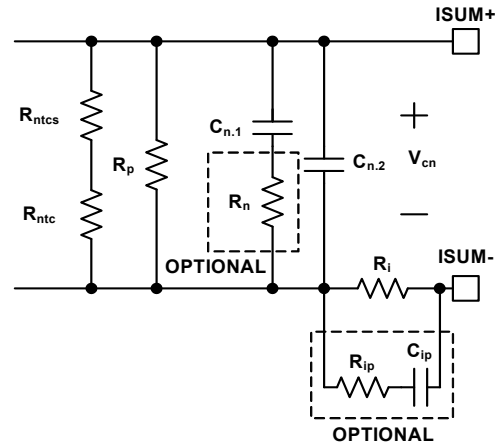 ISUM+
Rntcs
Cn.1
Rp
Cn.2
+
Vcn
Rn
Rntc
−
OPTIONAL
Ri
ISUM-
Rip
Cip
OPTIONAL